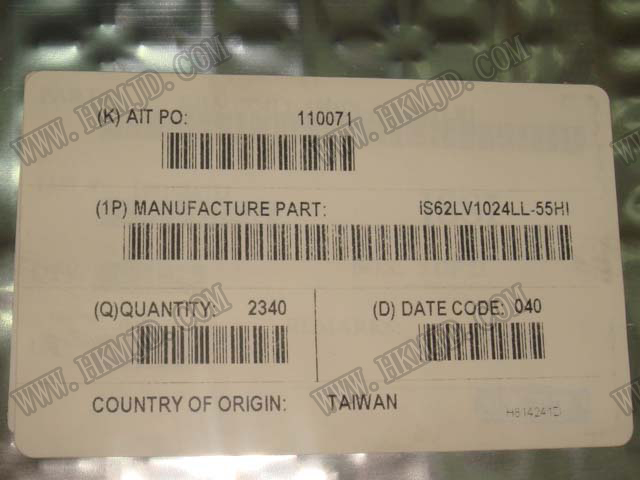 (K) AIT PO: 110071
(1P) MANUFACTURE PART: IS62LV1024LL-55HI
(Q)QUANTITY: 2340
(D) DATE CODE: 040
COUNTRY OF ORIGIN: TAIWAN
WWW.HKMJD.COM
WWW.HKMJD.COM
WWW.HKMJD.COM
WWW.HKMJD.COM